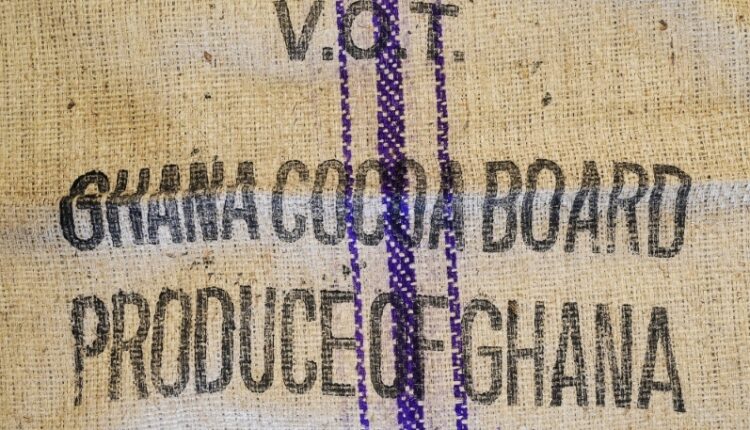 V.O.T.
GHANA COCOA BOARD
PRODUCE OF GHANA